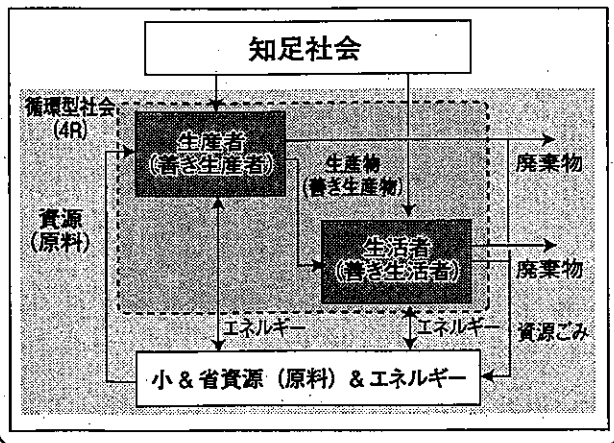 知足社会
循環型社会
(4R)
生産者
(善き生産者)
生産物
(善き生産物)
廃棄物
資源
(原料)
生活者
(善き生活者)
廃棄物
エネルギー
エネルギー
資源ごみ
小&省資源(原料)&エネルギー